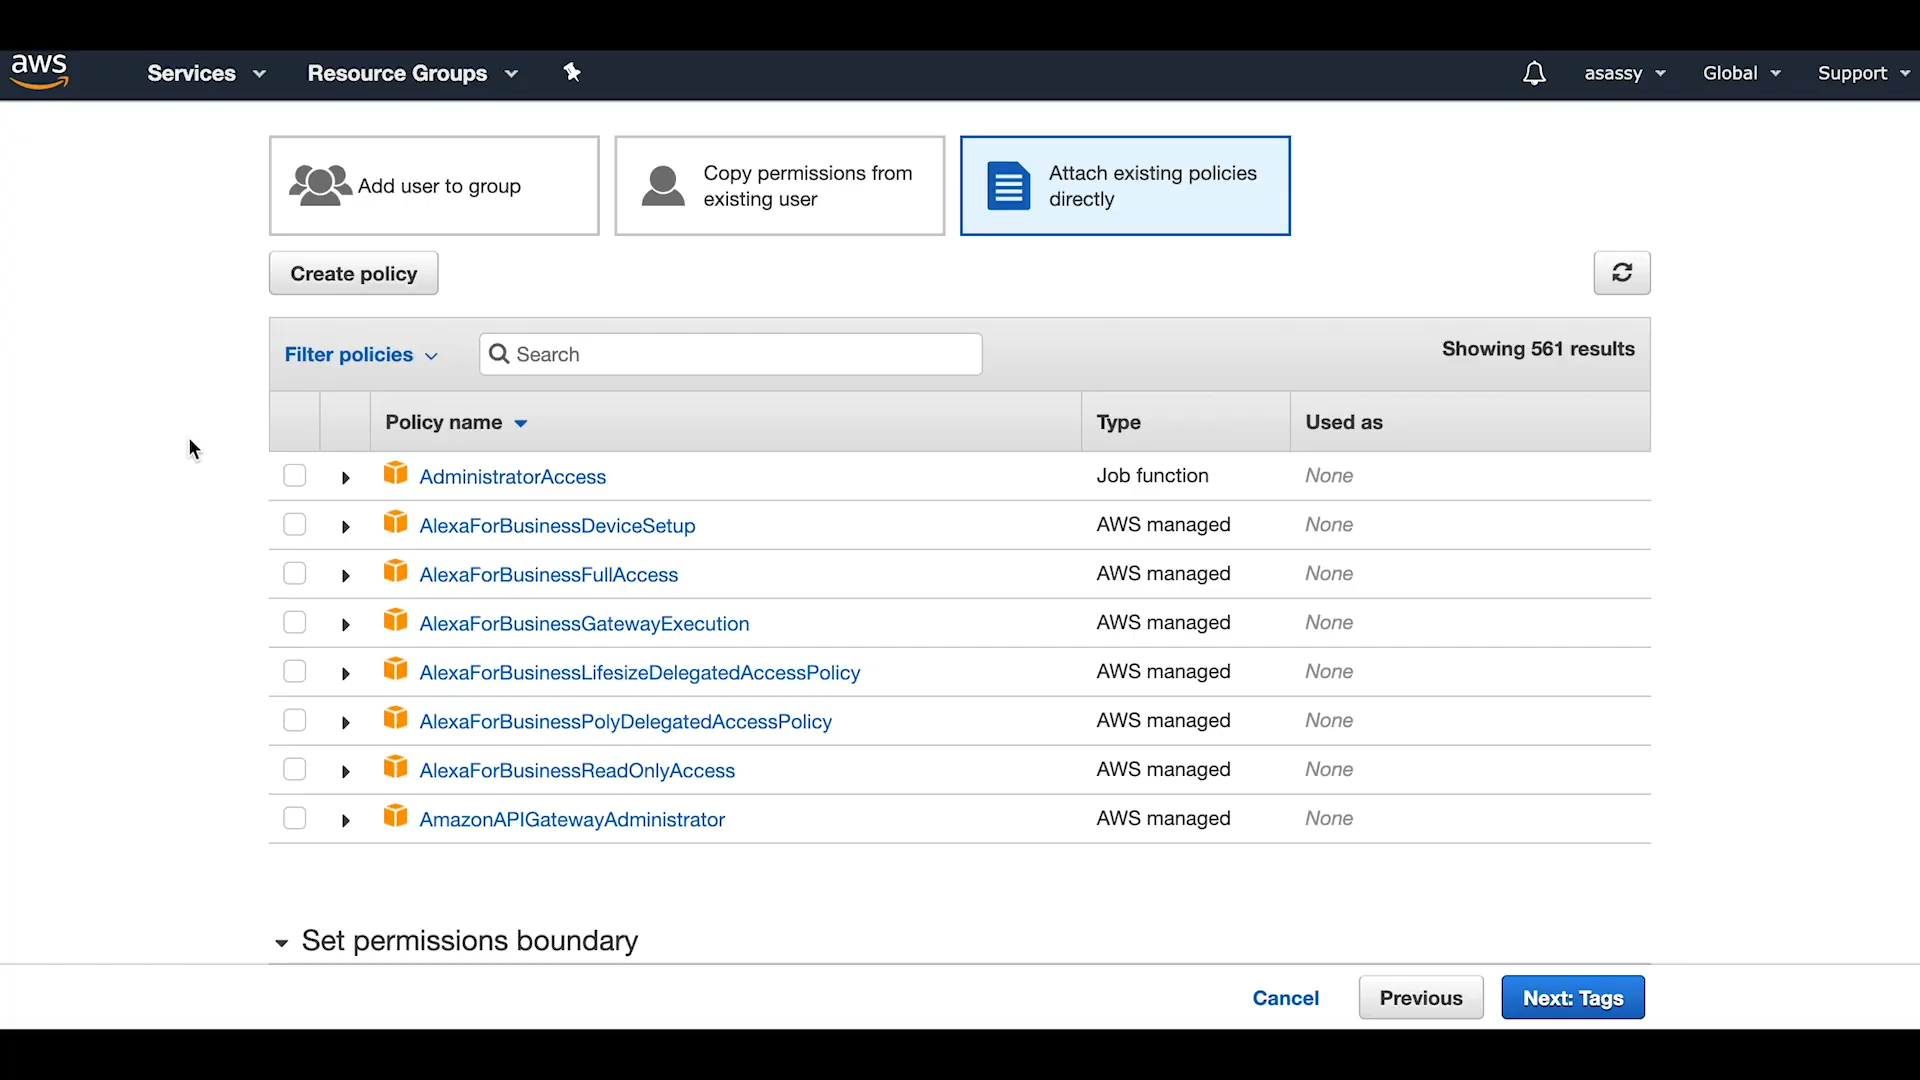 aws
Services
Resource Groups
asassy
Global
Support
Add user to group
Copy permissions from
existing user
Attach existing policies
directly
Create policy
Filter policies
Search
Showing 561 results
Policy name
Type
Used as
AdministratorAccess
Job function
None
AlexaForBusinessDeviceSetup
AWS managed
None
AlexaForBusinessFullAccess
AWS managed
None
AlexaForBusinessGatewayExecution
AWS managed
None
AlexaForBusinessLifesizeDelegatedAccessPolicy
AWS managed
None
AlexaForBusinessPolyDelegatedAccessPolicy
AWS managed
None
AlexaForBusinessReadOnlyAccess
AWS managed
None
AmazonAPIGatewayAdministrator
AWS managed
None
Set permissions boundary
Cancel
Previous
Next: Tags